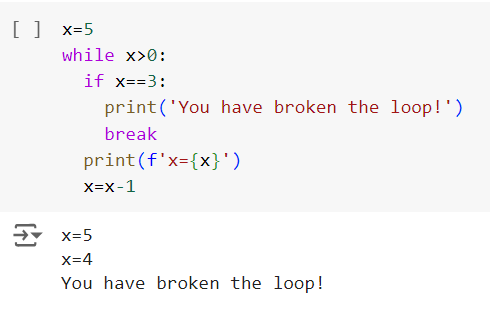 [ ] x=5
while x>0:
  if x==3:
    print('You have broken the loop!')
    break
  print(f'x={x}')
  x=x-1
x=5
x=4
You have broken the loop!